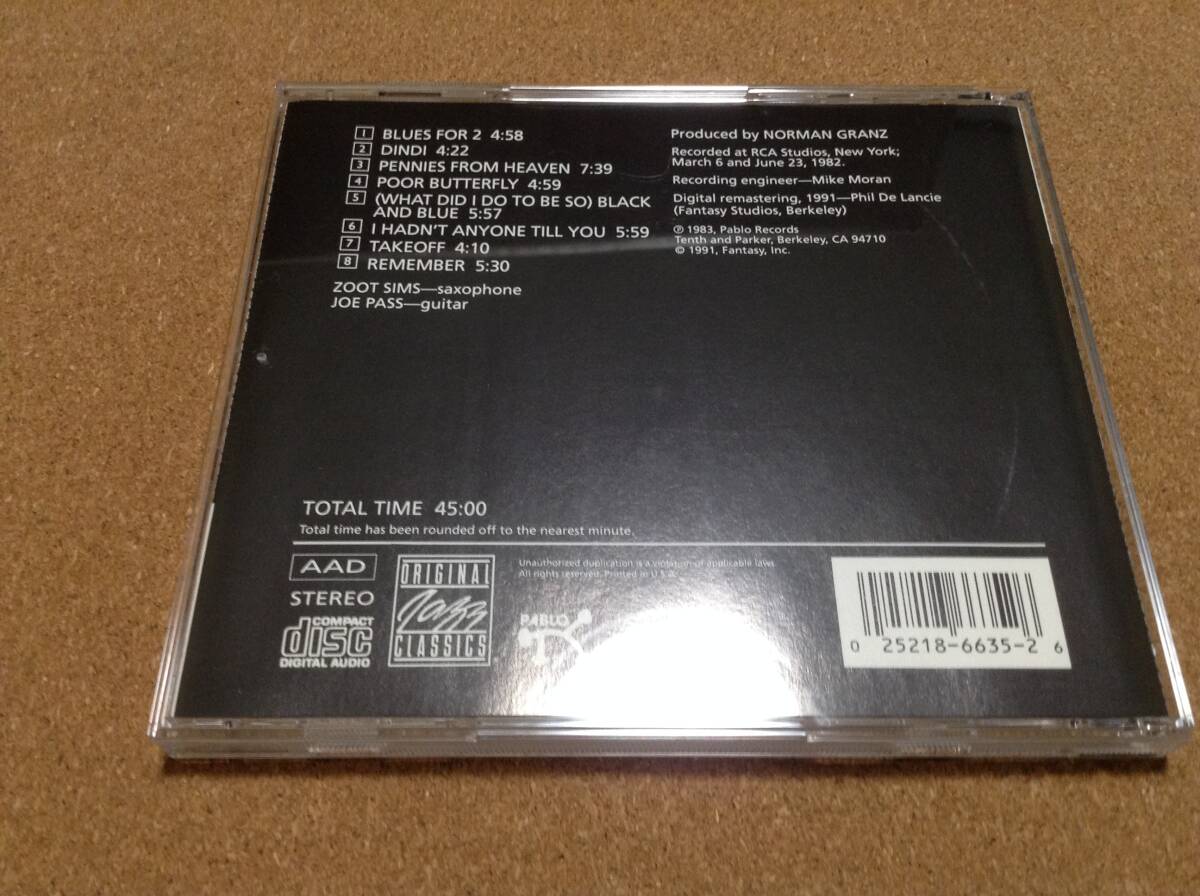 1 BLUES FOR 2 4:58
2 DINDI 4:22
3 PENNIES FROM HEAVEN 7:39
4 POOR BUTTERFLY 4:59
5 (WHAT DID I DO TO BE SO) BLACK
AND BLUE 5:57
6 I HADN'T ANYONE TILL YOU 5:59
7 TAKEOFF 4:10
8 REMEMBER 5:30
ZOOT SIMS—saxophone
JOE PASS—guitar
Produced by NORMAN GRANZ
Recorded at RCA Studios, New York;
March 6 and June 23, 1982.
Recording engineer—Mike Moran
Digital remastering, 1991—Phil De Lancie
(Fantasy Studios, Berkeley)
℗ 1983, Pablo Records
Tenth and Parker, Berkeley, CA 94710
© 1991, Fantasy, Inc.
TOTAL TIME 45:00
Total time has been rounded off to the nearest minute.
AAD
STEREO
COMPACT
disc
DIGITAL AUDIO
ORIGINAL
Jazz
CLASSICS
Unauthorized duplication is a violation of applicable laws
All rights reserved. Printed in U.S.A.
PABLO
0 25218-6635-2 6